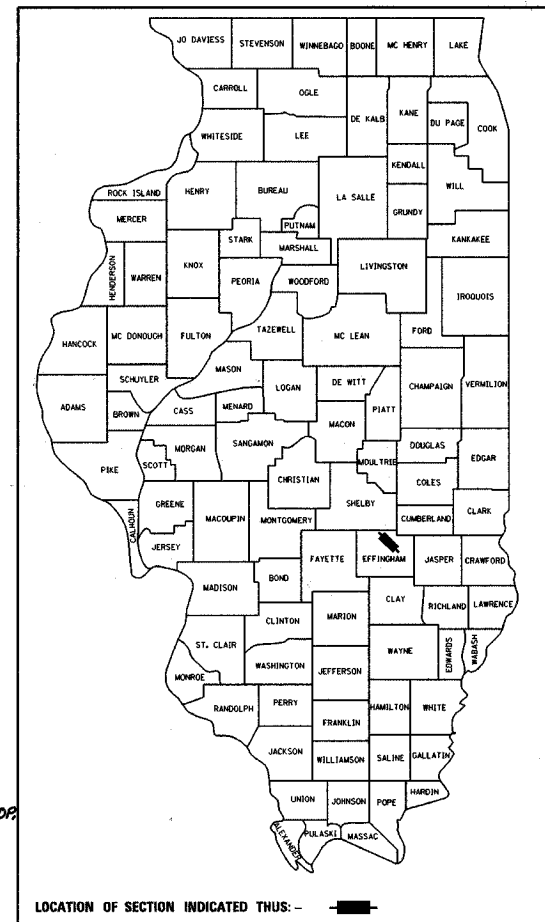 JO DAVIESS STEVENSON WINNEBAGO BOONE MC HENRY LAKE
CARROLL OGLE DE KALB KANE DU PAGE COOK
WHITESIDE LEE
KENDALL WILL
ROCK ISLAND HENRY BUREAU LA SALLE GRUNDY
MERCER PUTNAM
STARK MARSHALL KANKAKEE
HENDERSON WARREN KNOX PEORIA WOODFORD LIVINGSTON IROQUOIS
HANCOCK MC DONOUGH FULTON TAZEWELL MC LEAN FORD
MASON
SCHUYLER LOGAN DE WITT CHAMPAIGN VERMILION
ADAMS BROWN CASS MENARD MACON PIATT
MORGAN SANGAMON DOUGLAS EDGAR
PIKE SCOTT CHRISTIAN MOULTRIE COLES
CALHOUN GREENE MACOUPIN MONTGOMERY SHELBY CUMBERLAND CLARK
JERSEY FAYETTE EFFINGHAM JASPER CRAWFORD
MADISON BOND CLAY
CLINTON MARION RICHLAND LAWRENCE
ST. CLAIR WAYNE EDWARDS WABASH
MONROE WASHINGTON JEFFERSON
RANDOLPH PERRY HAMILTON WHITE
FRANKLIN
JACKSON WILLIAMSON SALINE GALLATIN
UNION JOHNSON POPE HARDIN
OP,
ALEXANDER PULASKI MASSAC
LOCATION OF SECTION INDICATED THUS: -